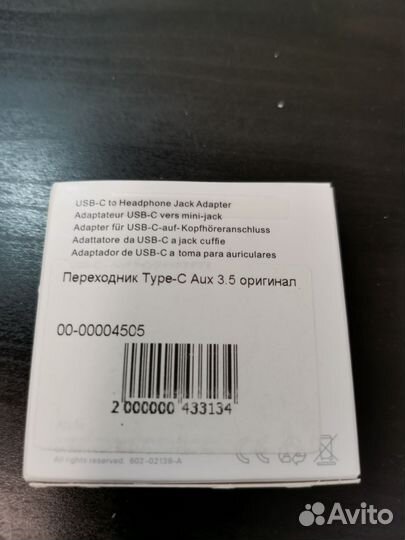 USB-C to Headphone Jack Adapter
Adaptateur USB-C vers mini-jack
Adapter für USB-C-auf-Kopfhöreranschluss
Adattatore da USB-C a jack cuffie
Adaptador de USB-C a toma para auriculares
Переходник Type-C Aux 3.5 оригинал
00-00004505
2 000000 433134
All rights reserved. 602-02139-A
Avito